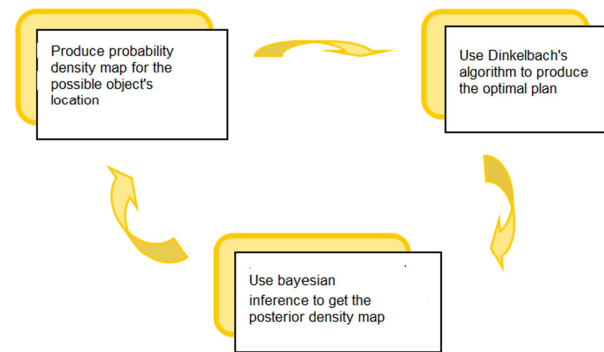 Produce probability
density map for the
possible object's
location
Use Dinkelbach's
algorithm to produce
the optimal plan
Use bayesian
inference to get the
posterior density map